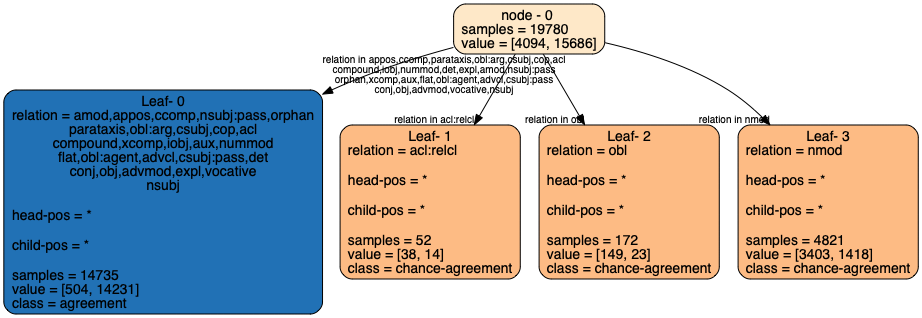 node - 0
samples = 19780
value = [4094, 15686]
relation in appos,ccomp,parataxis,obl:arg,csubj,cop,acl
compound,iobj,nummod,det,expl,amod,nsubj:pass
orphan,xcomp,aux,flat,obl:agent,advcl,csubj:pass
conj,obj,advmod,vocative,nsubj
relation in acl:relcl
relation in obl
relation in nmod
Leaf- 0
relation = amod,appos,ccomp,nsubj:pass,orphan
parataxis,obl:arg,csubj,cop,acl
compound,xcomp,iobj,aux,nummod
flat,obl:agent,advcl,csubj:pass,det
conj,obj,advmod,expl,vocative
nsubj
head-pos = *
child-pos = *
samples = 14735
value = [504, 14231]
class = agreement
Leaf- 1
relation = acl:relcl
head-pos = *
child-pos = *
samples = 52
value = [38, 14]
class = chance-agreement
Leaf- 2
relation = obl
head-pos = *
child-pos = *
samples = 172
value = [149, 23]
class = chance-agreement
Leaf- 3
relation = nmod
head-pos = *
child-pos = *
samples = 4821
value = [3403, 1418]
class = chance-agreement